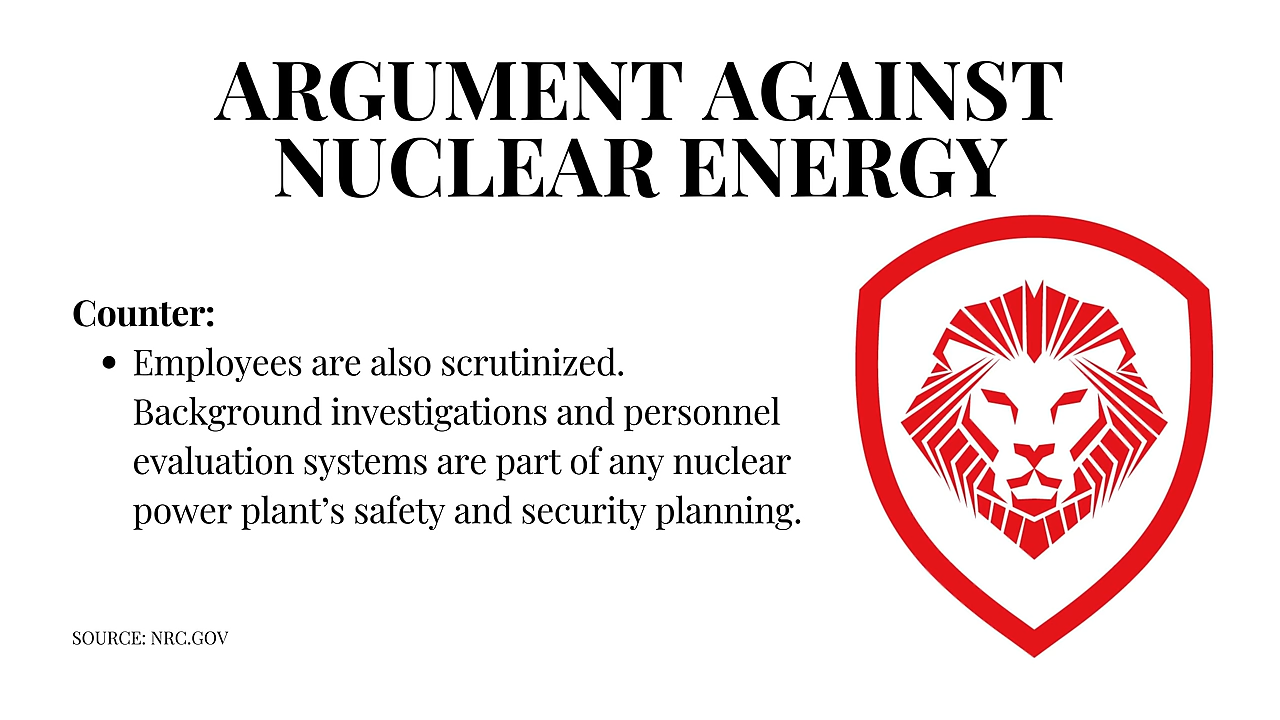 ARGUMENT AGAINST
NUCLEAR ENERGY
Counter:
• Employees are also scrutinized.
Background investigations and personnel
evaluation systems are part of any nuclear
power plant’s safety and security planning.
SOURCE: NRC.GOV